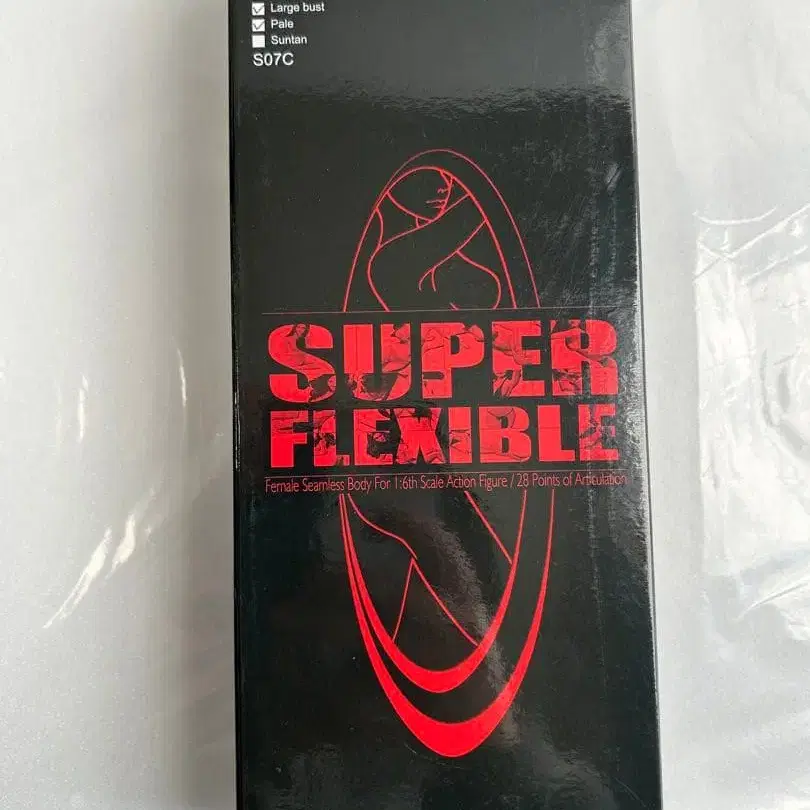 Large bust
Pale
Suntan
S07C
SUPER
FLEXIBLE
Female Seamless Body For 1:6th Scale Action Figure / 28 Points of Articulation